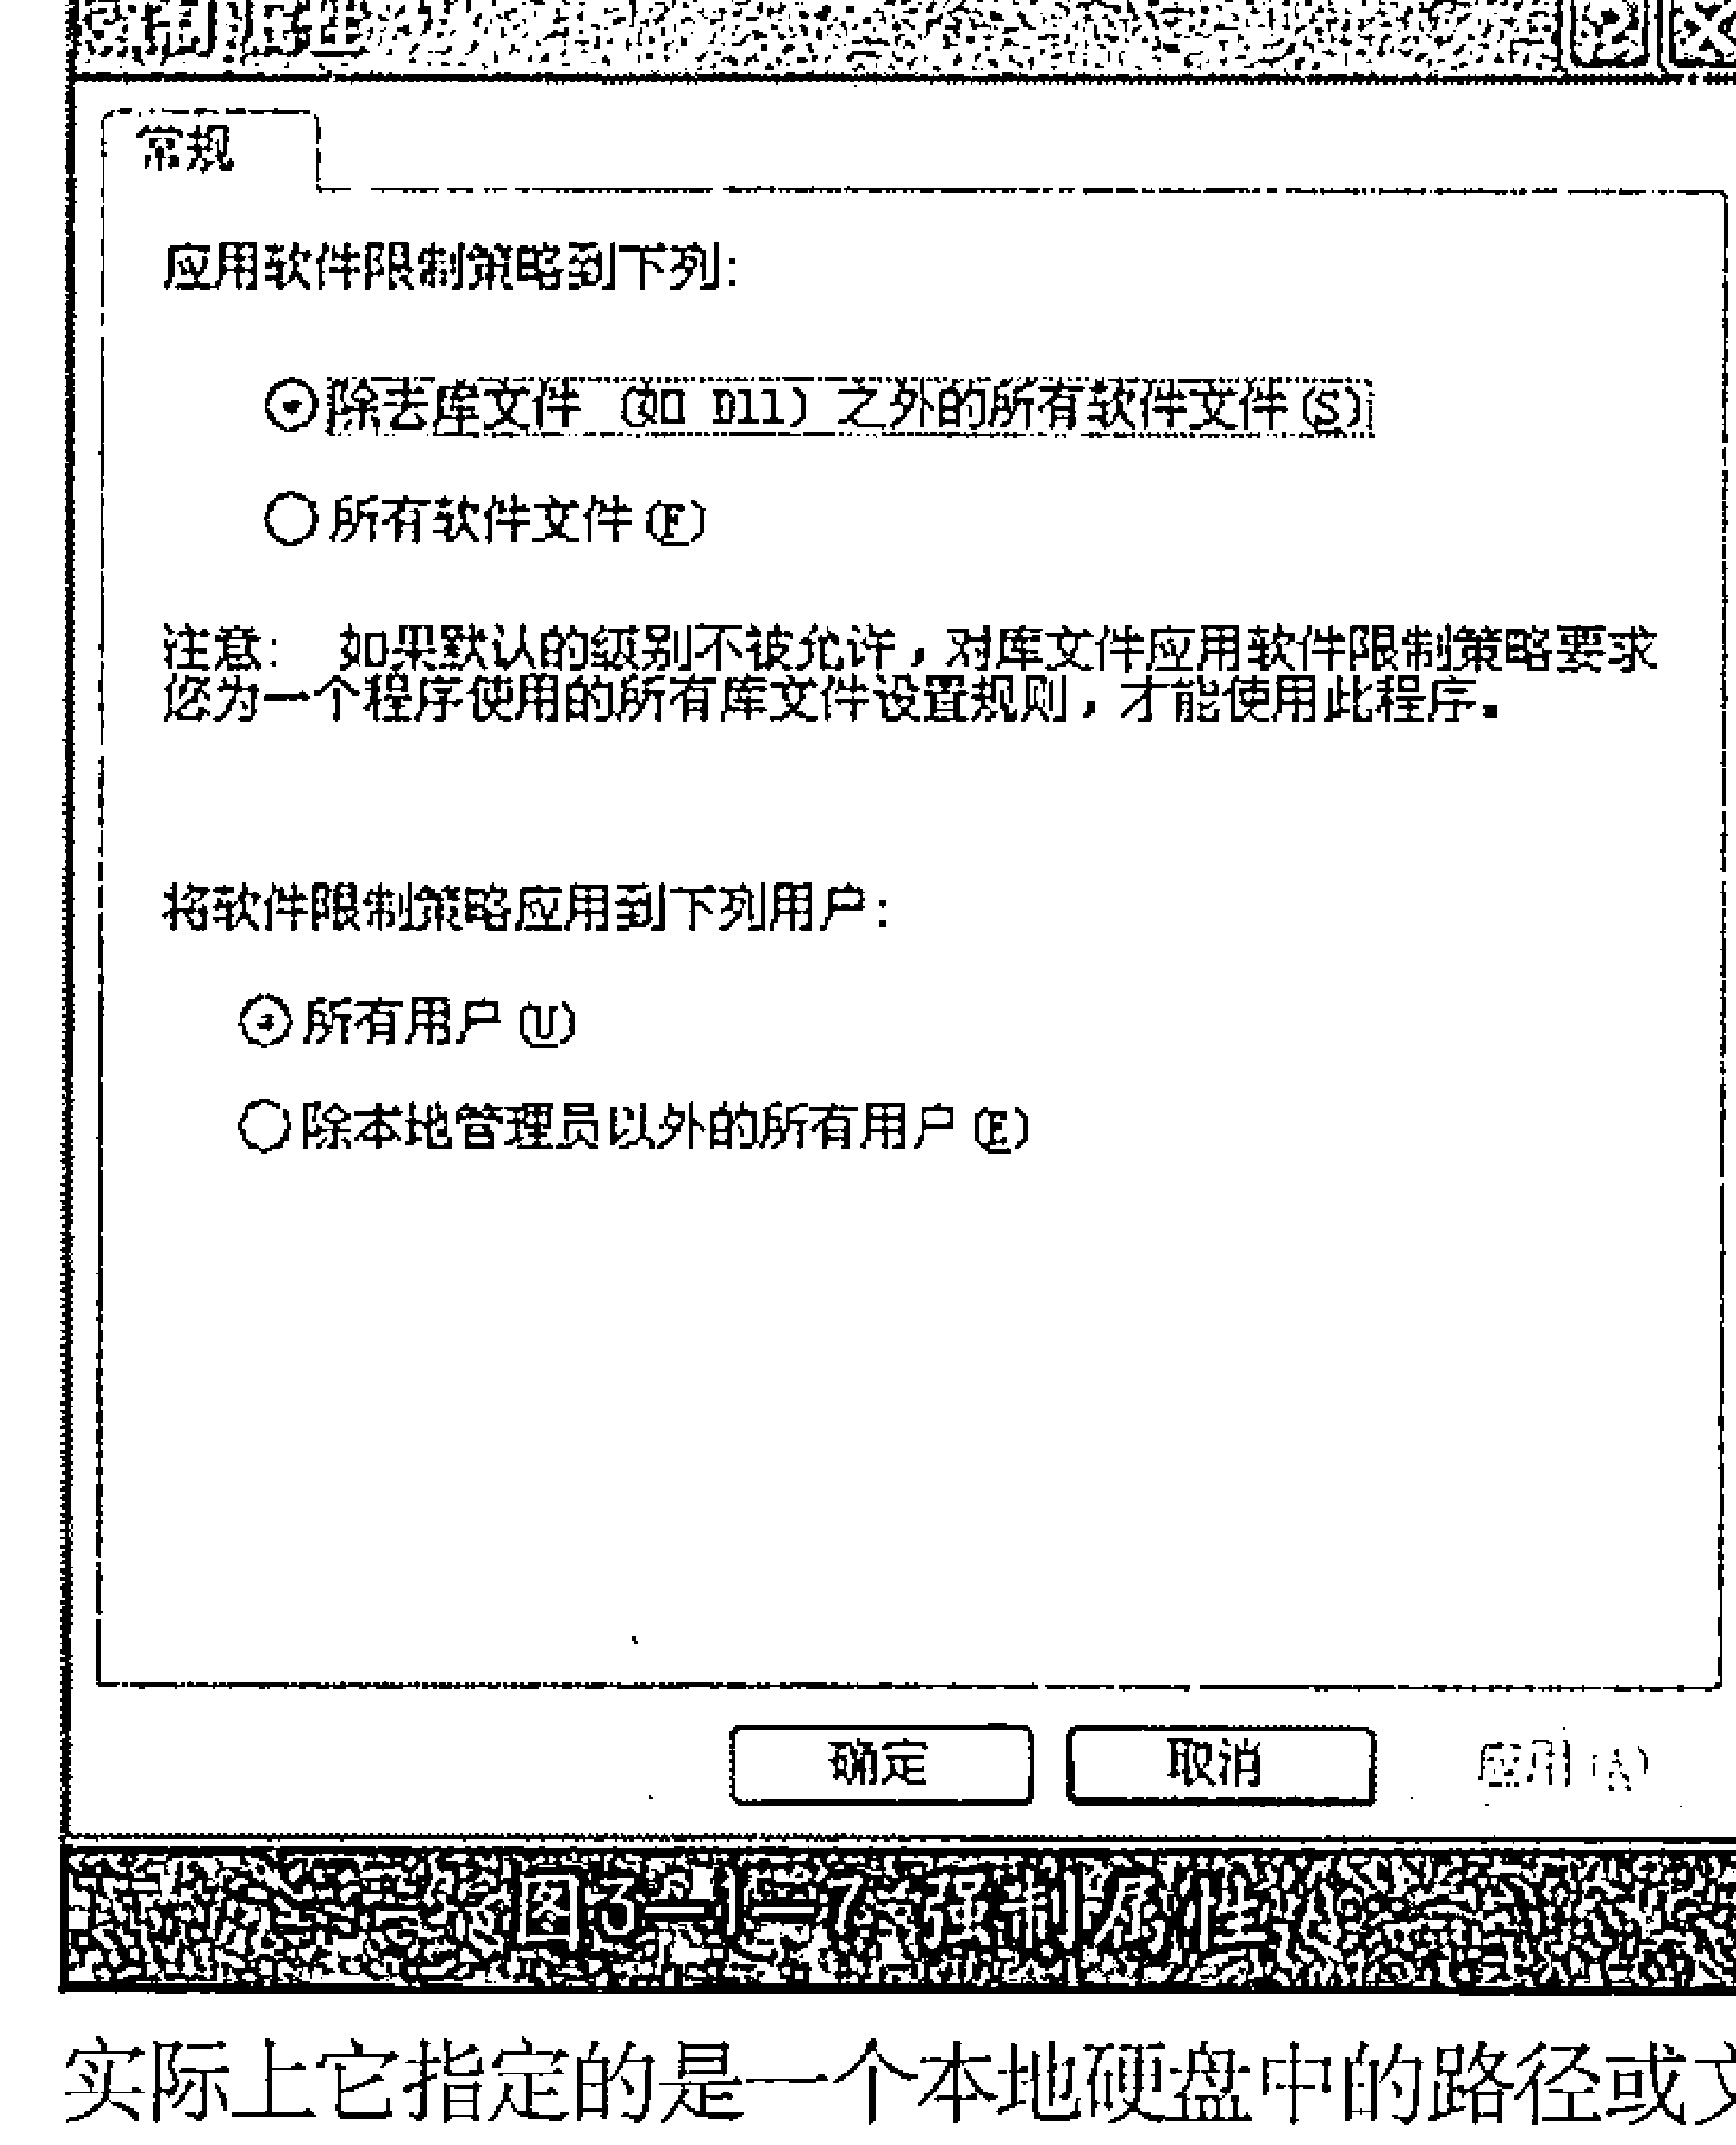 强制 属性
常规
应用软件限制策略到下列:
除去库文件 (如 Dll) 之外的所有软件文件(S)
所有软件文件(F)
注意: 如果默认的级别不被允许,对库文件应用软件限制策略要求
您为一个程序使用的所有库文件设置规则,才能使用此程序。
将软件限制策略应用到下列用户:
所有用户(U)
除本地管理员以外的所有用户(E)
确定 取消 应用(A)
图3-1-7 强制属性
实际上它指定的是一个本地硬盘中的路径或文